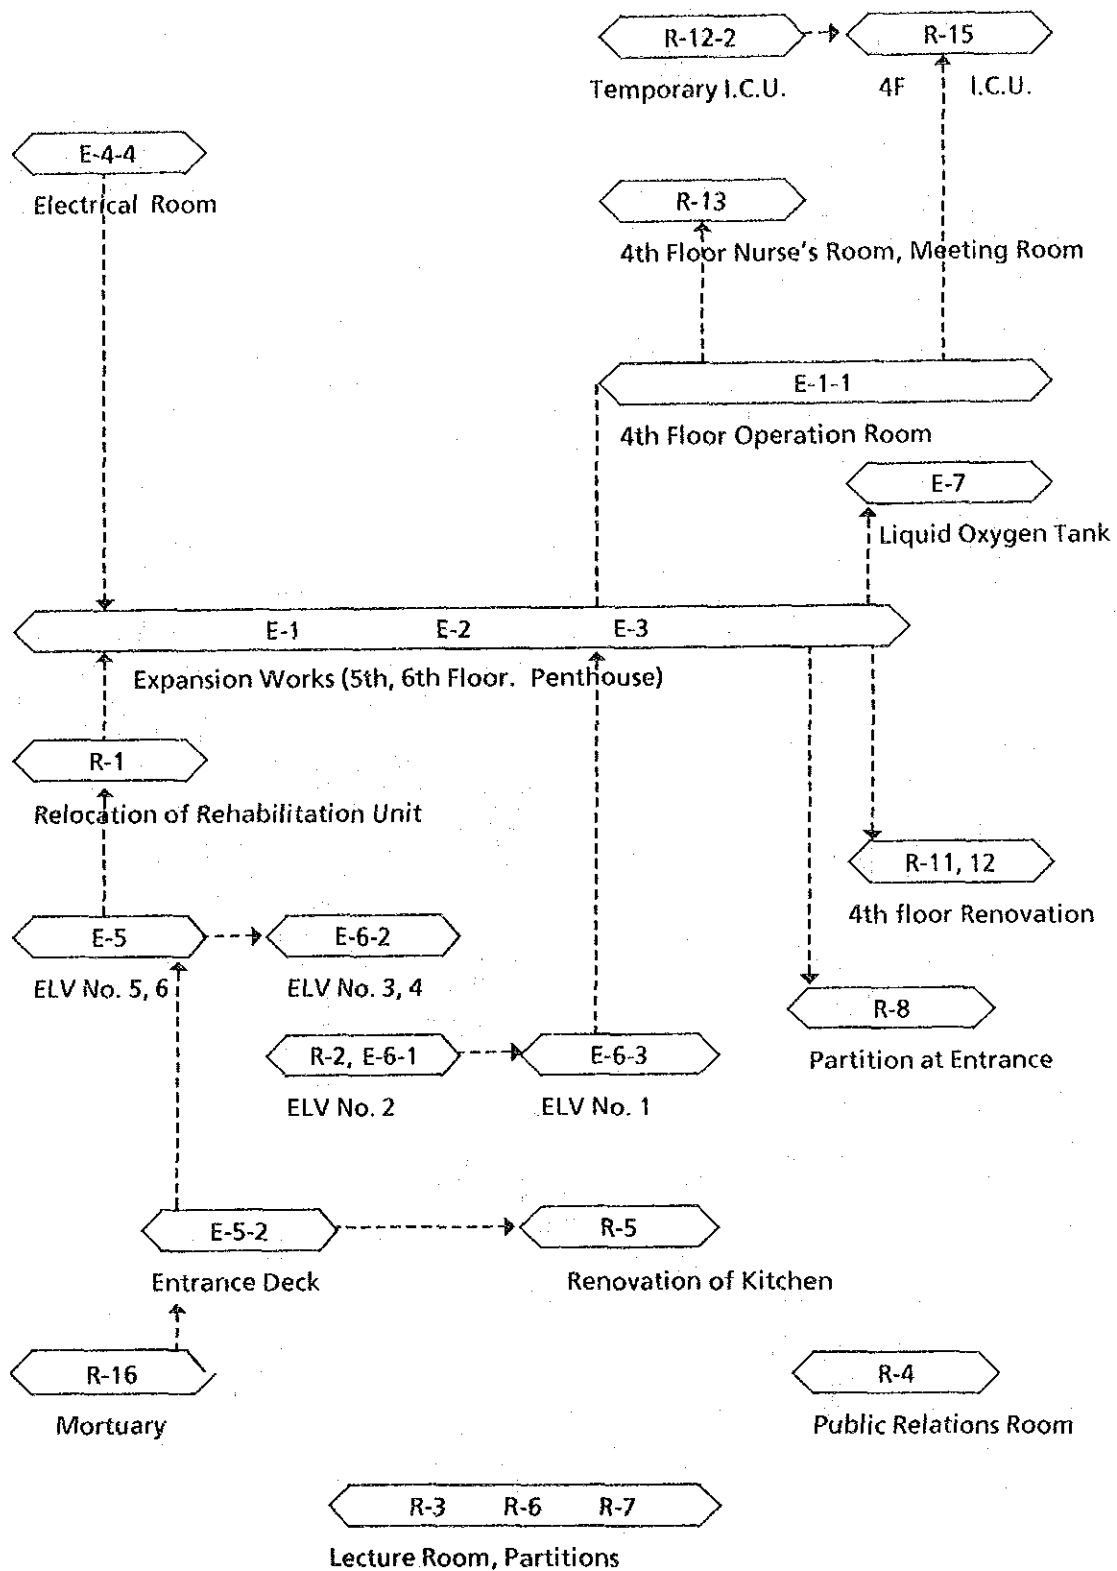 R-12-2
R-15
Temporary I.C.U.
4F I.C.U.
E-4-4
Electrical Room
R-13
4th Floor Nurse's Room, Meeting Room
E-1-1
4th Floor Operation Room
E-7
Liquid Oxygen Tank
E-1 E-2 E-3
Expansion Works (5th, 6th Floor. Penthouse)
R-1
Relocation of Rehabilitation Unit
R-11, 12
4th floor Renovation
E-5
E-6-2
ELV No. 5, 6
ELV No. 3, 4
R-8
Partition at Entrance
R-2, E-6-1
E-6-3
ELV No. 2
ELV No. 1
E-5-2
R-5
Entrance Deck
Renovation of Kitchen
R-16
R-4
Mortuary
Public Relations Room
R-3 R-6 R-7
Lecture Room, Partitions